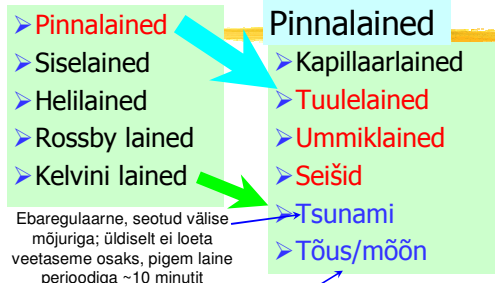 Pinnalained
Siselained
Helilained
Rossby lained
Kelvini lained
Ebaregulaarne, seotud välise
mõjuriga; üldiselt ei loeta
veetaseme osaks, pigem laine
perioodiga ~10 minutit
Pinnalained
Kapillaarlained
Tuulelained
Ummiklained
Seišid
Tsunami
Tõus/mõõn